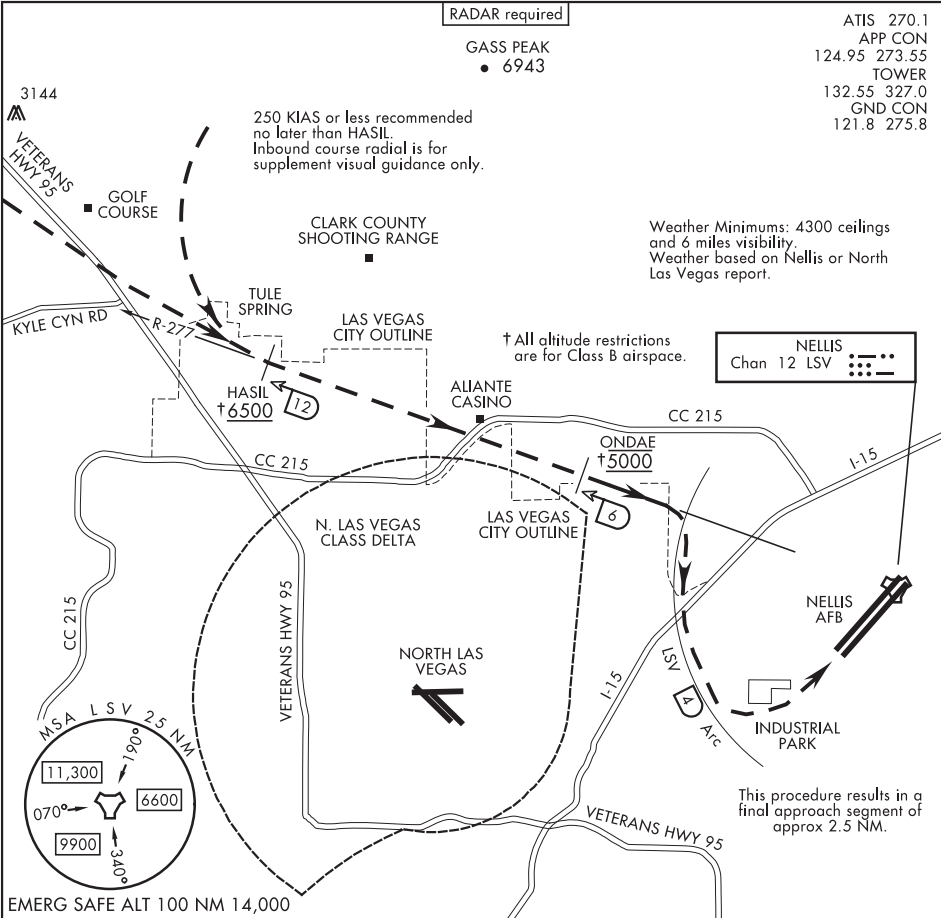 RADAR required
ATIS 270.1
APP CON
124.95 273.55
TOWER
132.55 327.0
GND CON
121.8 275.8
GASS PEAK
6943
3144
250 KIAS or less recommended
no later than HASIL.
Inbound course radial is for
supplement visual guidance only.
VETERANS
HWY 95
GOLF
COURSE
CLARK COUNTY
SHOOTING RANGE
Weather Minimums: 4300 ceilings
and 6 miles visibility.
Weather based on Nellis or North
Las Vegas report.
TULE
SPRING
KYLE CYN RD
R-277
LAS VEGAS
CITY OUTLINE
†All altitude restrictions
are for Class B airspace.
NELLIS
Chan 12 LSV
HASIL
†6500
12
ALIANTE
CASINO
CC 215
ONDAE
†5000
I-15
CC 215
6
N. LAS VEGAS
CLASS DELTA
LAS VEGAS
CITY OUTLINE
CC 215
VETERANS HWY 95
NELLIS
AFB
NORTH LAS
VEGAS
I-15
LSV
4
Arc
INDUSTRIAL
PARK
MSA LSV 25 NM
190°
11,300
070°
6600
9900
340°
This procedure results in a
final approach segment of
approx 2.5 NM.
VETERANS HWY 95
EMERG SAFE ALT 100 NM 14,000